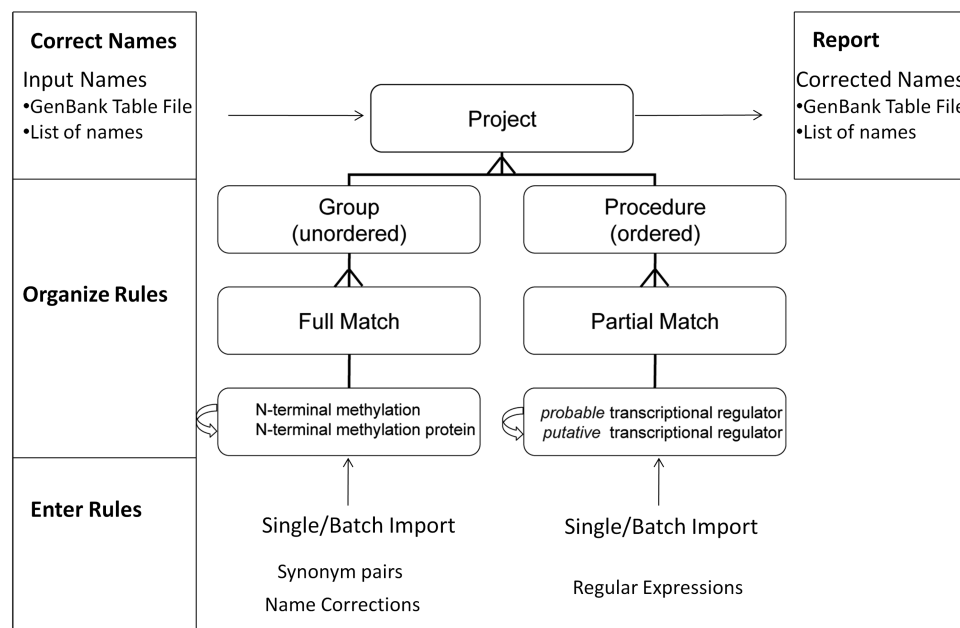 Correct Names
Input Names
•GenBank Table File
•List of names
Project
Report
Corrected Names
•GenBank Table File
•List of names
Organize Rules
Group
(unordered)
Procedure
(ordered)
Full Match
Partial Match
N-terminal methylation
N-terminal methylation protein
probable transcriptional regulator
putative transcriptional regulator
Enter Rules
Single/Batch Import
Synonym pairs
Name Corrections
Single/Batch Import
Regular Expressions